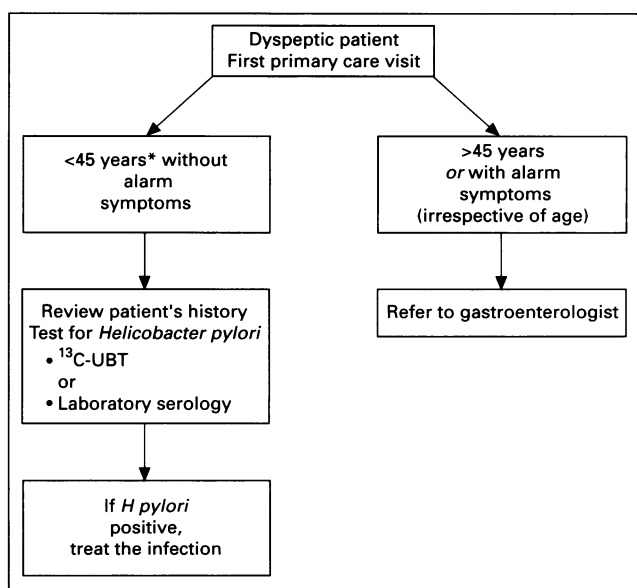 Dyspeptic patient
First primary care visit
<45 years* without
alarm
symptoms
>45 years
or with alarm
symptoms
(irrespective of age)
Review patient's history
Test for Helicobacter pylori
• ¹³C-UBT
or
• Laboratory serology
Refer to gastroenterologist
If H pylori
positive,
treat the infection